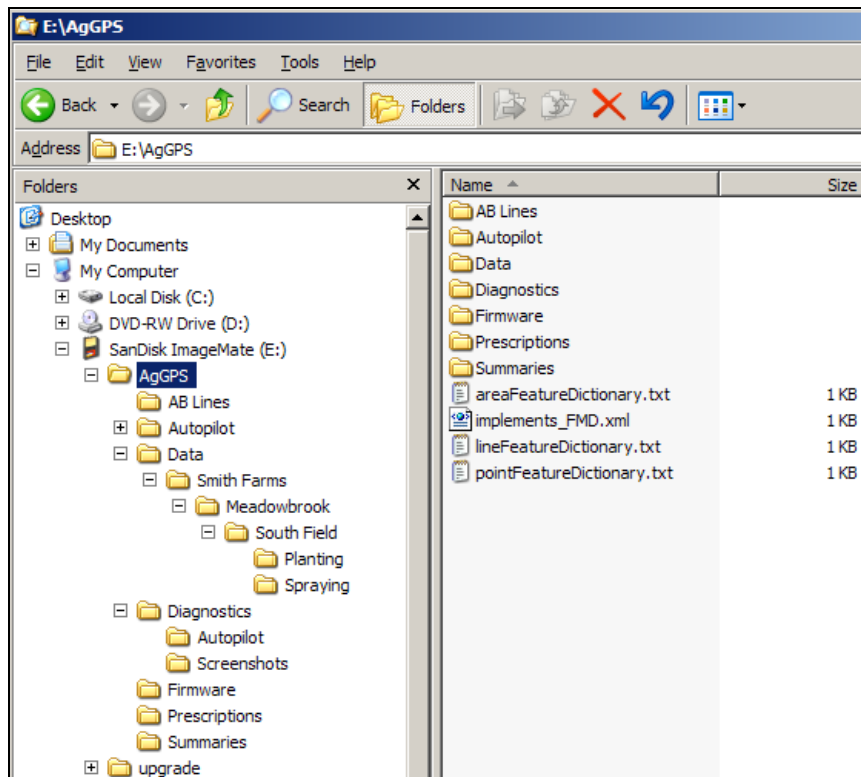 E:\AgGPS
File Edit View Favorites Tools Help
Back Search Folders
Address E:\AgGPS
Folders
Desktop
My Documents
My Computer
Local Disk (C:)
DVD-RW Drive (D:)
SanDisk ImageMate (E:)
AgGPS
AB Lines
Autopilot
Data
Smith Farms
Meadowbrook
South Field
Planting
Spraying
Diagnostics
Autopilot
Screenshots
Firmware
Prescriptions
Summaries
upgrade
Name Size
AB Lines
Autopilot
Data
Diagnostics
Firmware
Prescriptions
Summaries
areaFeatureDictionary.txt 1 KB
implements_FMD.xml 1 KB
lineFeatureDictionary.txt 1 KB
pointFeatureDictionary.txt 1 KB